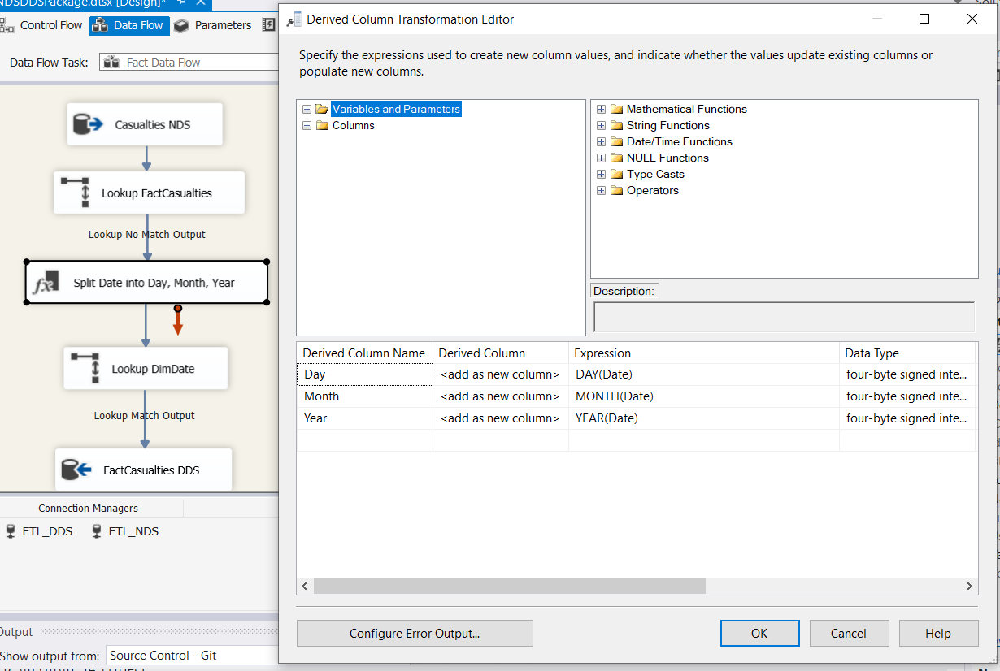 NDSDDSPackage.dtsx [Design]*
Control Flow Data Flow Parameters
Data Flow Task: Fact Data Flow
Casualties NDS
Lookup FactCasualties
Lookup No Match Output
Split Date into Day, Month, Year
Lookup DimDate
Lookup Match Output
FactCasualties DDS
Connection Managers
ETL_DDS ETL_NDS
Output
Show output from: Source Control - Git
Derived Column Transformation Editor
Specify the expressions used to create new column values, and indicate whether the values update existing columns or
populate new columns.
Variables and Parameters
Columns
Mathematical Functions
String Functions
Date/Time Functions
NULL Functions
Type Casts
Operators
Description:
Derived Column Name Derived Column Expression Data Type
Day <add as new column> DAY(Date) four-byte signed inte...
Month <add as new column> MONTH(Date) four-byte signed inte...
Year <add as new column> YEAR(Date) four-byte signed inte...
Configure Error Output... OK Cancel Help